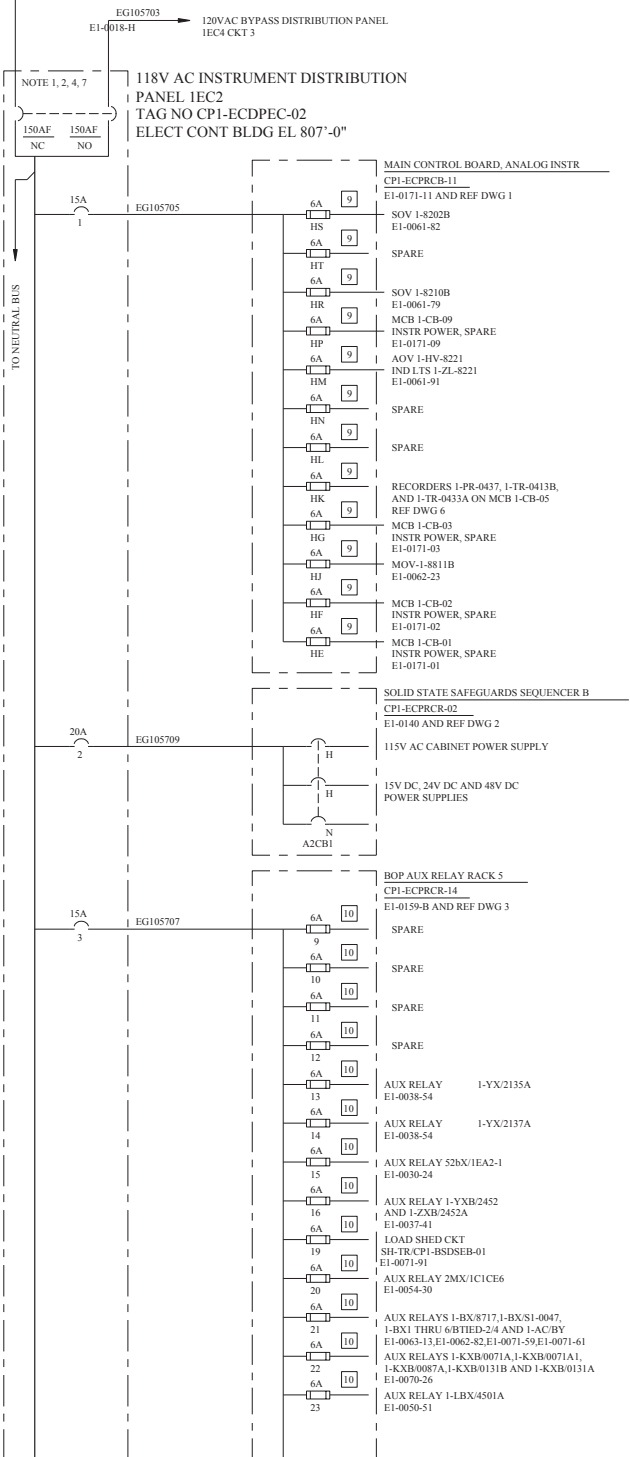 EG105703
E1-0018-H
120VAC BYPASS DISTRIBUTION PANEL
1EC4 CKT 3
NOTE 1, 2, 4, 7
118V AC INSTRUMENT DISTRIBUTION
PANEL 1EC2
TAG NO CP1-ECDPEC-02
ELECT CONT BLDG EL 807'-0"
150AF
NC
150AF
NO
TO NEUTRAL BUS
MAIN CONTROL BOARD, ANALOG INSTR
CP1-ECPRCB-11
E1-0171-11 AND REF DWG 1
15A
1
EG105705
6A
9
HS
SOV 1-8202B
E1-0061-82
6A
9
HT
SPARE
6A
9
HR
SOV 1-8210B
E1-0061-79
6A
9
HP
MCB 1-CB-09
INSTR POWER, SPARE
E1-0171-09
6A
9
HM
AOV 1-HV-8221
IND LTS 1-ZL-8221
E1-0061-91
6A
9
HN
SPARE
6A
9
HL
SPARE
6A
9
HK
RECORDERS 1-PR-0437, 1-TR-0413B,
AND 1-TR-0433A ON MCB 1-CB-05
REF DWG 6
6A
9
HG
MCB 1-CB-03
INSTR POWER, SPARE
E1-0171-03
6A
9
HJ
MOV-1-8811B
E1-0062-23
6A
9
HF
MCB 1-CB-02
INSTR POWER, SPARE
E1-0171-02
6A
9
HE
MCB 1-CB-01
INSTR POWER, SPARE
E1-0171-01
SOLID STATE SAFEGUARDS SEQUENCER B
CP1-ECPRCR-02
E1-0140 AND REF DWG 2
20A
2
EG105709
H
115V AC CABINET POWER SUPPLY
H
15V DC, 24V DC AND 48V DC
POWER SUPPLIES
N
A2CB1
BOP AUX RELAY RACK 5
CP1-ECPRCR-14
E1-0159-B AND REF DWG 3
15A
3
EG105707
6A
10
9
SPARE
6A
10
10
SPARE
6A
10
11
SPARE
6A
10
12
SPARE
6A
10
13
AUX RELAY 1-YX/2135A
E1-0038-54
6A
10
14
AUX RELAY 1-YX/2137A
E1-0038-54
6A
10
15
AUX RELAY 52bX/1EA2-1
E1-0030-24
6A
10
16
AUX RELAY 1-YXB/2452
AND 1-ZXB/2452A
E1-0037-41
6A
10
19
LOAD SHED CKT
SH-TR/CP1-BSDSEB-01
E1-0071-91
6A
10
20
AUX RELAY 2MX/1C1CE6
E1-0054-30
6A
10
21
AUX RELAYS 1-BX/8717,1-BX/S1-0047,
1-BX1 THRU 6/BTIED-2/4 AND 1-AC/BY
E1-0063-13,E1-0062-82,E1-0071-59,E1-0071-61
6A
10
22
AUX RELAYS 1-KXB/0071A,1-KXB/0071A1,
1-KXB/0087A,1-KXB/0131B AND 1-KXB/0131A
E1-0070-26
6A
10
23
AUX RELAY 1-LBX/4501A
E1-0050-51